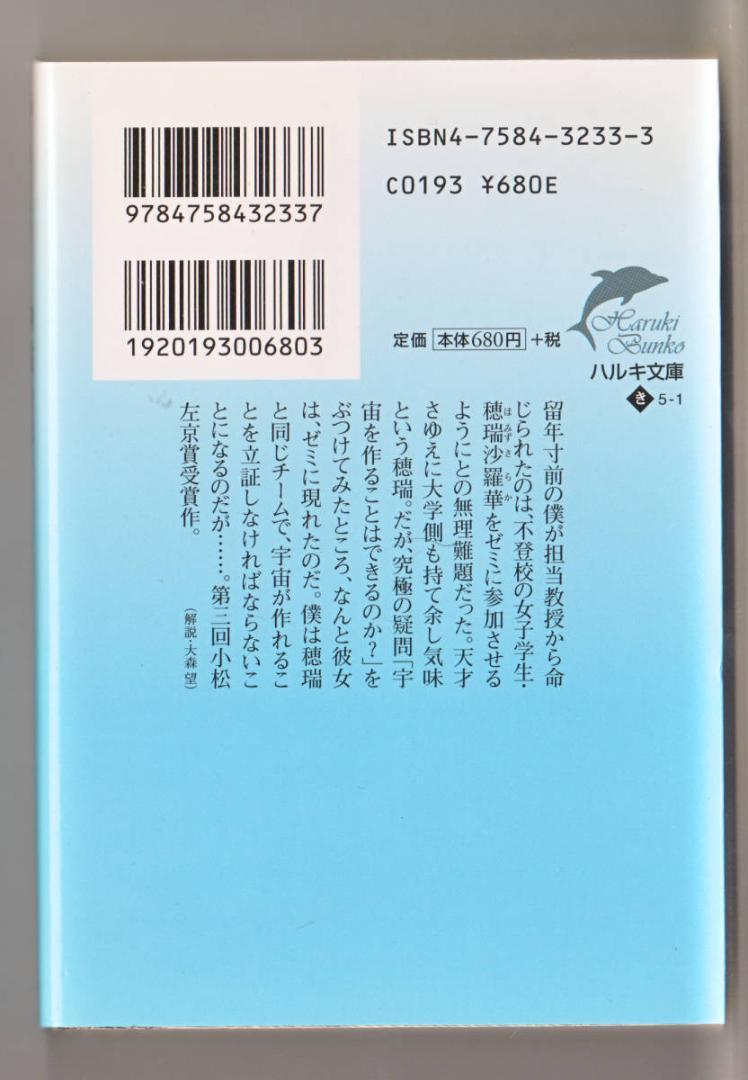 ISBN4-7584-3233-3
C0193 ¥680E
9784758432337
1920193006803
定価 本体680円 +税
Haruki
Bunko
ハルキ文庫
き 5-1
留年寸前の僕が担当教授から命
じられたのは、不登校の女子学生・
穂瑞沙羅華をゼミに参加させる
ほみずさらか
ようにとの無理難題だった。天才
さゆえに大学側も持て余し気味
という穂瑞。だが、究極の疑問「宇
宙を作ることはできるのか?」を
ぶつけてみたところ、なんと彼女
は、ゼミに現れたのだ。僕は穂瑞
と同じチームで、宇宙が作れるこ
とを立証しなければならないこ
とになるのだが……。第三回小松
左京賞受賞作。
(解説・大森 望)